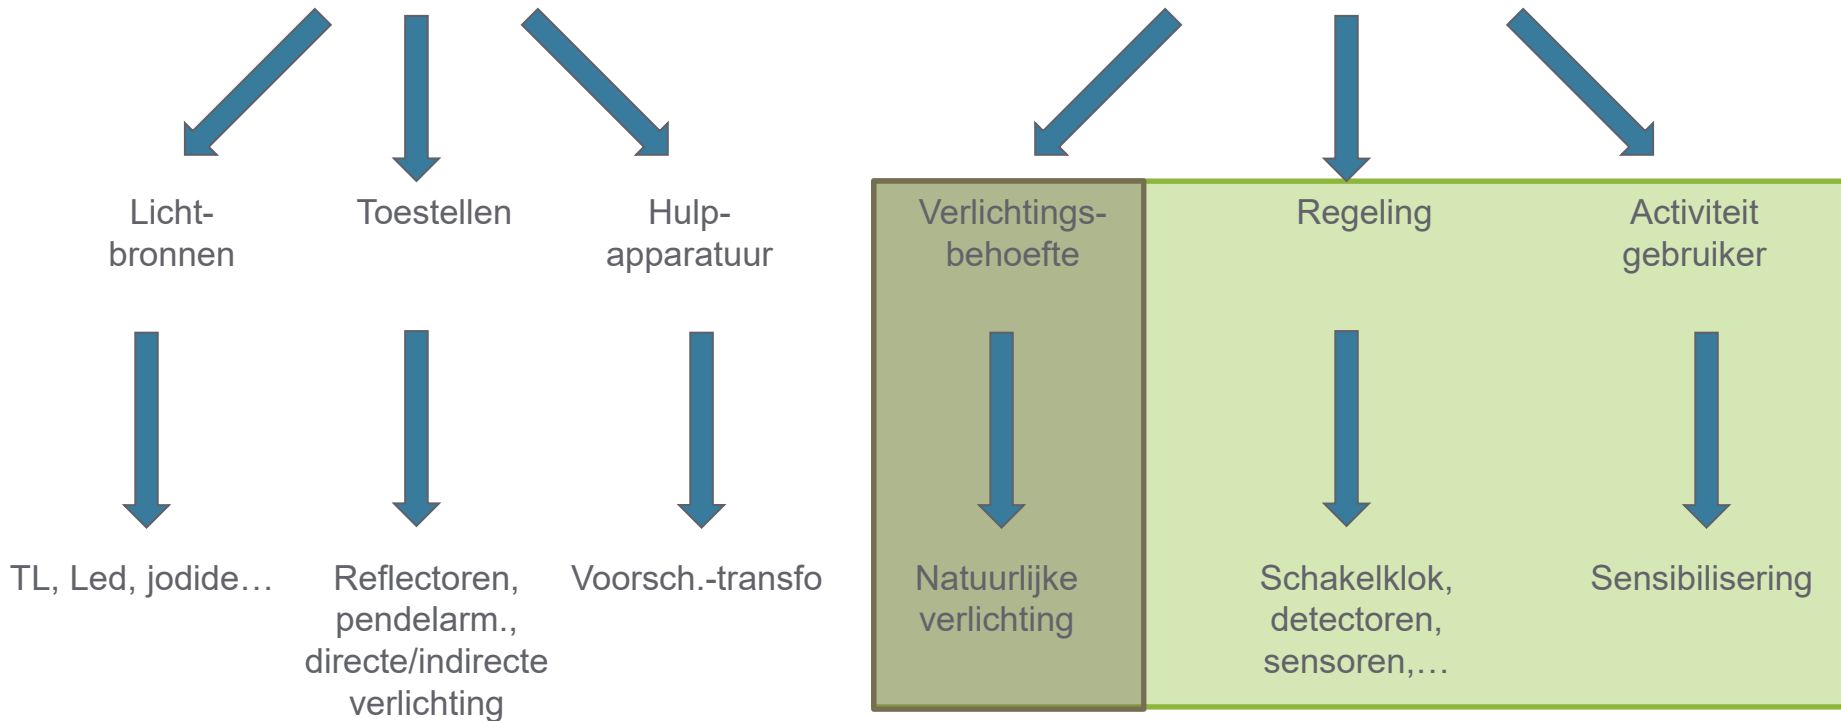 Licht-
bronnen
Toestellen
Hulp-
apparatuur
Verlichtings-
behoefte
Regeling
Activiteit
gebruiker
TL, Led, jodide…
Reflectoren,
pendelarm.,
directe/indirecte
verlichting
Voorsch.-transfo
Natuurlijke
verlichting
Schakelklok,
detectoren,
sensoren,…
Sensibilisering